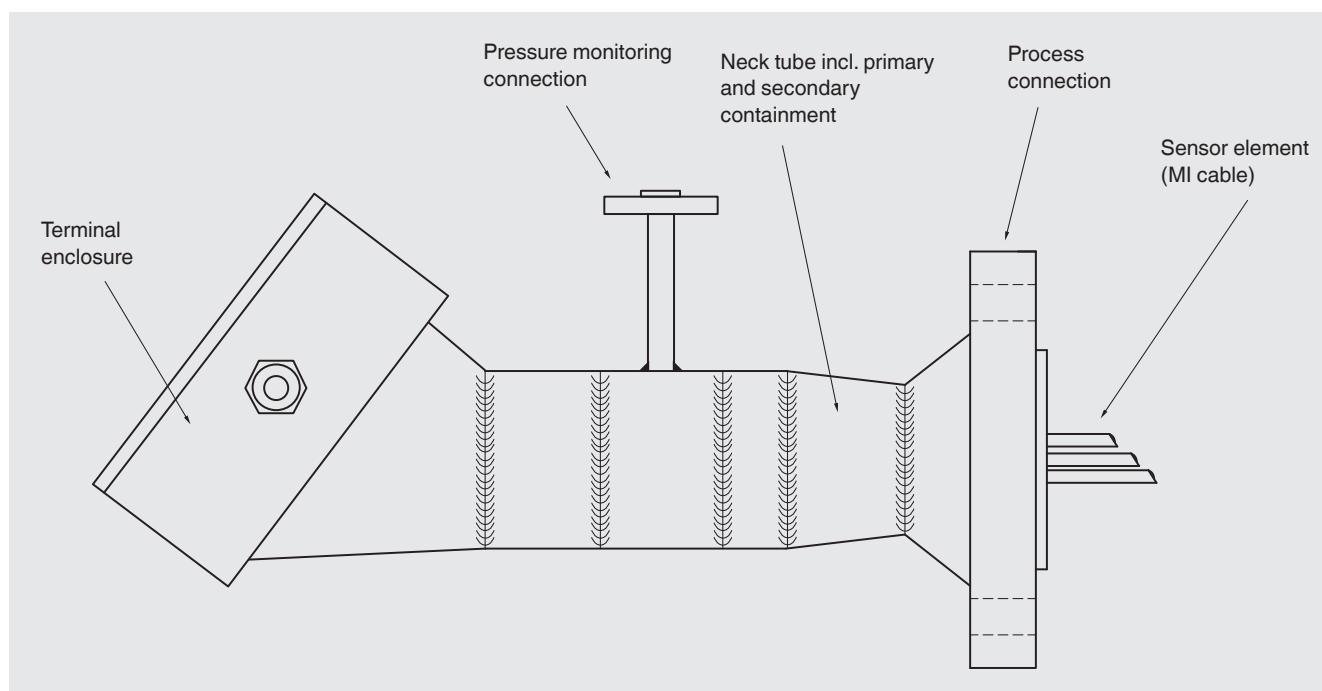 Pressure monitoring
connection
Neck tube incl. primary
and secondary
containment
Process
connection
Sensor element
(MI cable)
Terminal
enclosure